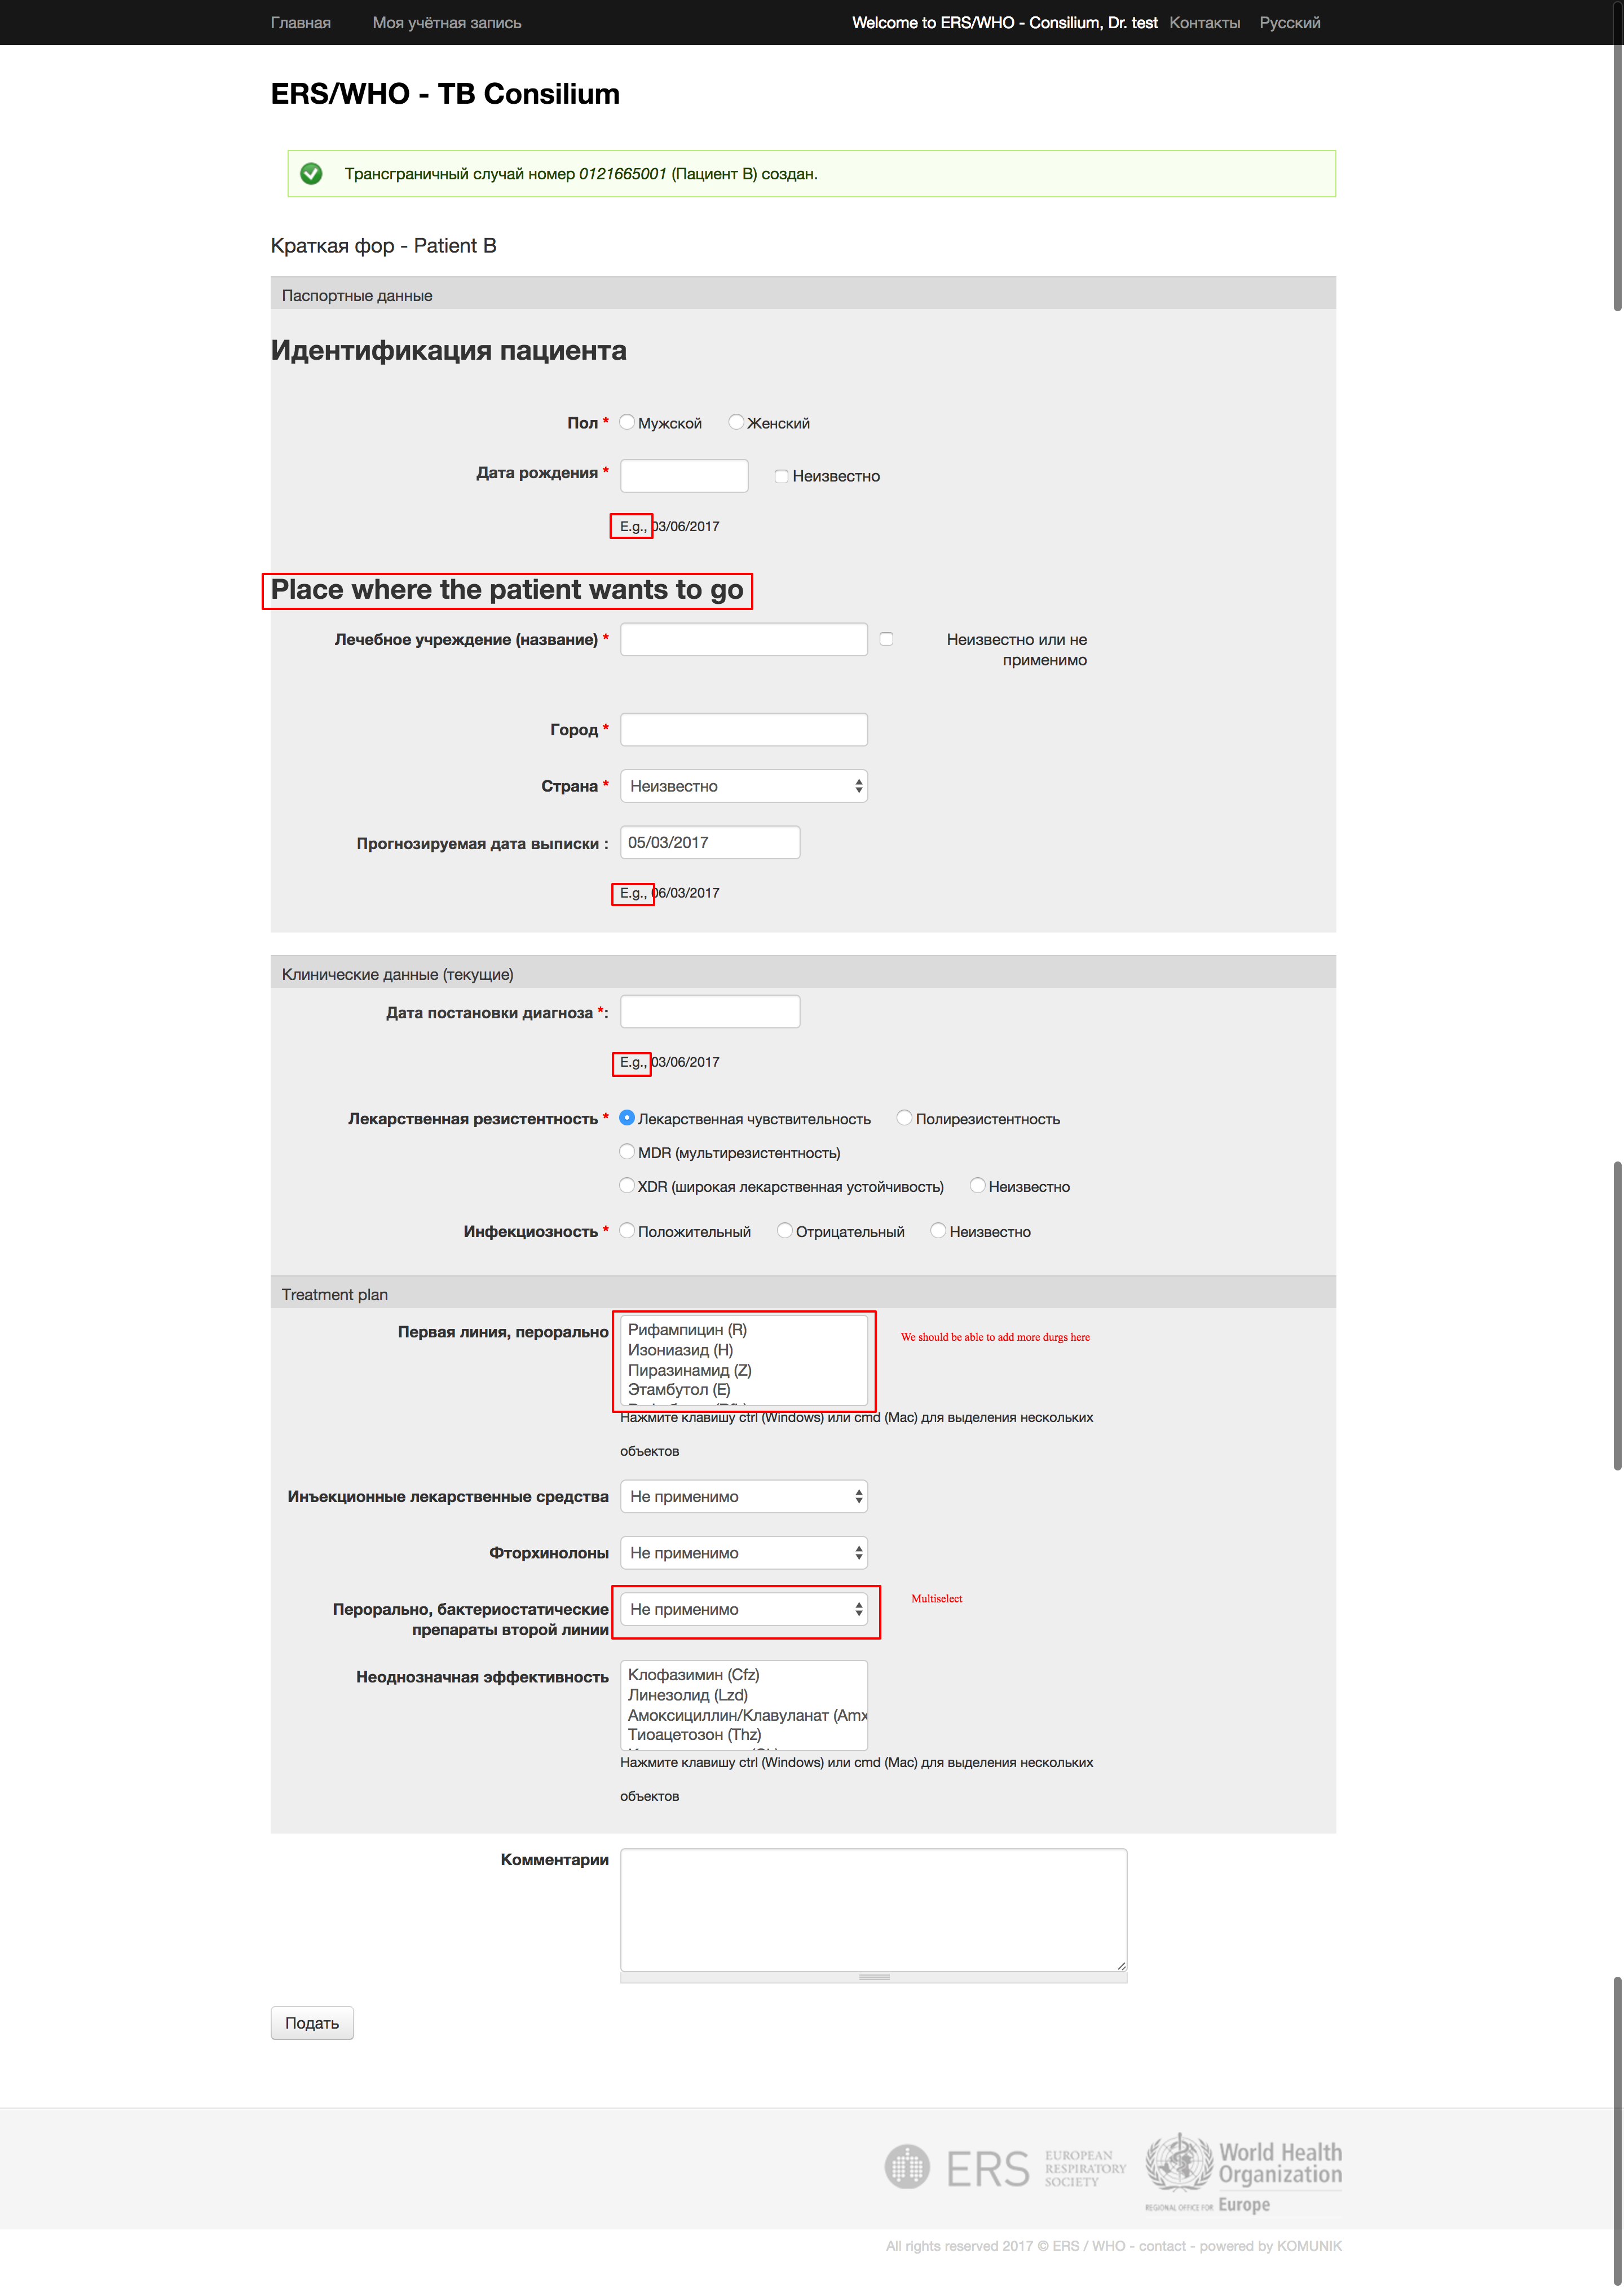 Главная Моя учётная запись Welcome to ERS/WHO - Consilium, Dr. test Контакты Русский
ERS/WHO - TB Consilium
Трансграничный случай номер 0121665001 (Пациент В) создан.
Краткая фор - Patient B
Паспортные данные
Идентификация пациента
Пол * Мужской Женский
Дата рождения * Неизвестно
E.g., 03/06/2017
Place where the patient wants to go
Лечебное учреждение (название) * Неизвестно или не
применимо
Город *
Страна * Неизвестно
Прогнозируемая дата выписки : 05/03/2017
E.g., 06/03/2017
Клинические данные (текущие)
Дата постановки диагноза *:
E.g., 03/06/2017
Лекарственная резистентность * Лекарственная чувствительность Полирезистентность
MDR (мультирезистентность)
XDR (широкая лекарственная устойчивость) Неизвестно
Инфекциозность * Положительный Отрицательный Неизвестно
Treatment plan
Первая линия, перорально Рифампицин (R)
We should be able to add more durgs here
Изониазид (H)
Пиразинамид (Z)
Этамбутол (E)
Нажмите клавишу ctrl (Windows) или cmd (Mac) для выделения нескольких
объектов
Инъекционные лекарственные средства Не применимо
Фторхинолоны Не применимо
Multiselect
Перорально, бактериостатические Не применимо
препараты второй линии
Неоднозначная эффективность Клофазимин (Cfz)
Линезолид (Lzd)
Амоксициллин/Клавуланат (Amx
Тиоацетозон (Thz)
Нажмите клавишу ctrl (Windows) или cmd (Mac) для выделения нескольких
объектов
Комментарии
Подать
ERS EUROPEAN
RESPIRATORY
SOCIETY
World Health
Organization
REGIONAL OFFICE FOR Europe
All rights reserved 2017 © ERS / WHO - contact - powered by KOMUNIK